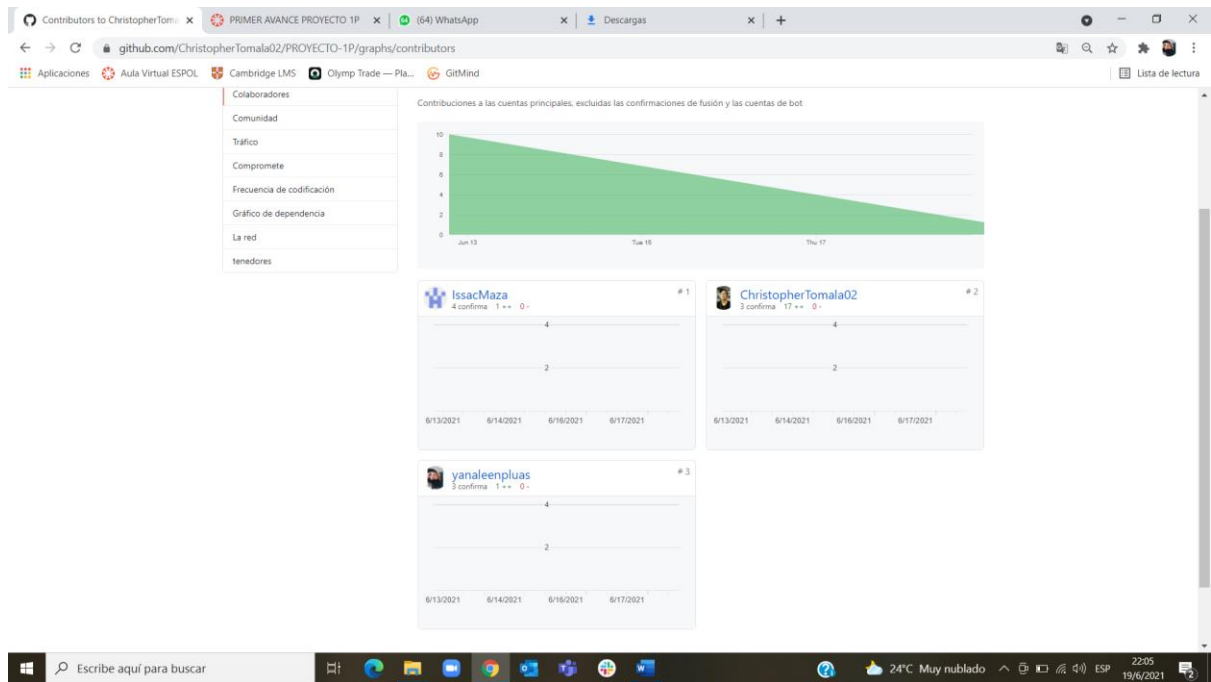 Contributors to ChristopherToma
PRIMER AVANCE PROYECTO 1P
(64) WhatsApp
Descargas
github.com/ChristopherTomala02/PROYECTO-1P/graphs/contributors
Aplicaciones
Aula Virtual ESPOL
Cambridge LMS
Olymp Trade — Pla...
GitMind
Lista de lectura
Colaboradores
Comunidad
Tráfico
Compromete
Frecuencia de codificación
Gráfico de dependencia
La red
tenedores
Contribuciones a las cuentas principales, excluidas las confirmaciones de fusión y las cuentas de bot
10
8
6
4
2
0
Jun 13 Tue 15 Thu 17
IssacMaza #1
4 confirma 1 ++ 0 -
4
2
6/13/2021 6/14/2021 6/16/2021 6/17/2021
ChristopherTomala02 #2
3 confirma 17 ++ 0 -
4
2
6/13/2021 6/14/2021 6/16/2021 6/17/2021
yanaleenpluas #3
3 confirma 1 ++ 0 -
4
2
6/13/2021 6/14/2021 6/16/2021 6/17/2021
Escribe aquí para buscar
24°C Muy nublado
ESP
22:05
19/6/2021
2